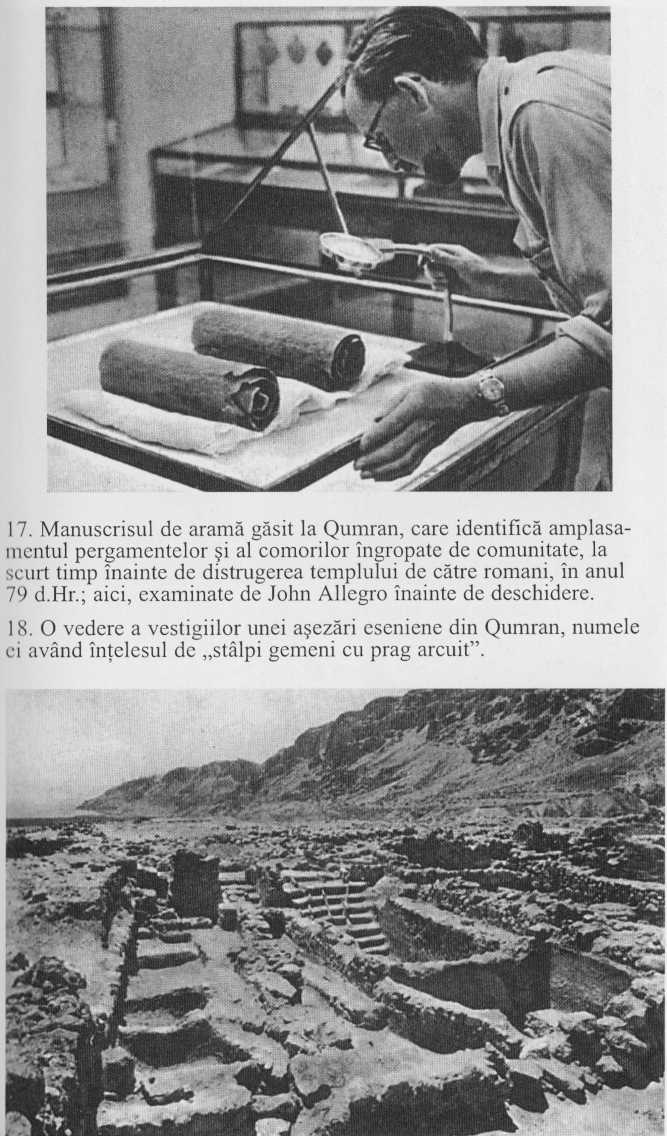 17. Manuscrisul de aramă găsit la Qumran, care identifică amplasa-
mentul pergamentelor şi al comorilor îngropate de comunitate, la
scurt timp înainte de distrugerea templului de către romani, în anul
79 d.Hr.; aici, examinate de John Allegro înainte de deschidere.
18. O vedere a vestigiilor unei aşezări eseniene din Qumran, numele
ei având înţelesul de „stâlpi gemeni cu prag arcuit”.